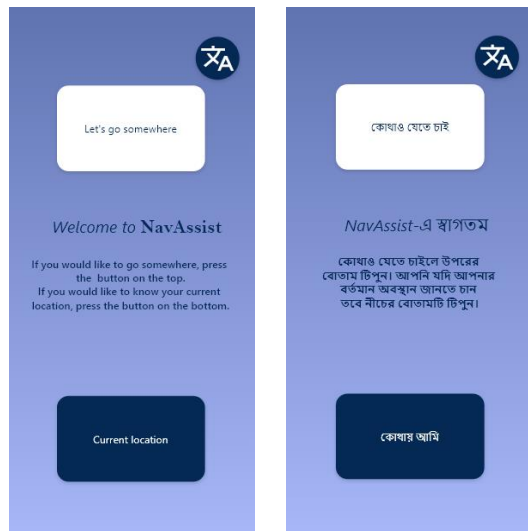 Let's go somewhere
Welcome to NavAssist
If you would like to go somewhere, press
the button on the top.
If you would like to know your current
location, press the button on the bottom.
Current location
কোথাও যেতে চাই
NavAssist-এ স্বাগতম
কোথাও যেতে চাইলে উপরের
বোতাম টিপুন। আপনি যদি আপনার
বর্তমান অবস্থান জানতে চান
তবে নীচের বোতামটি টিপুন।
কোথায় আমি